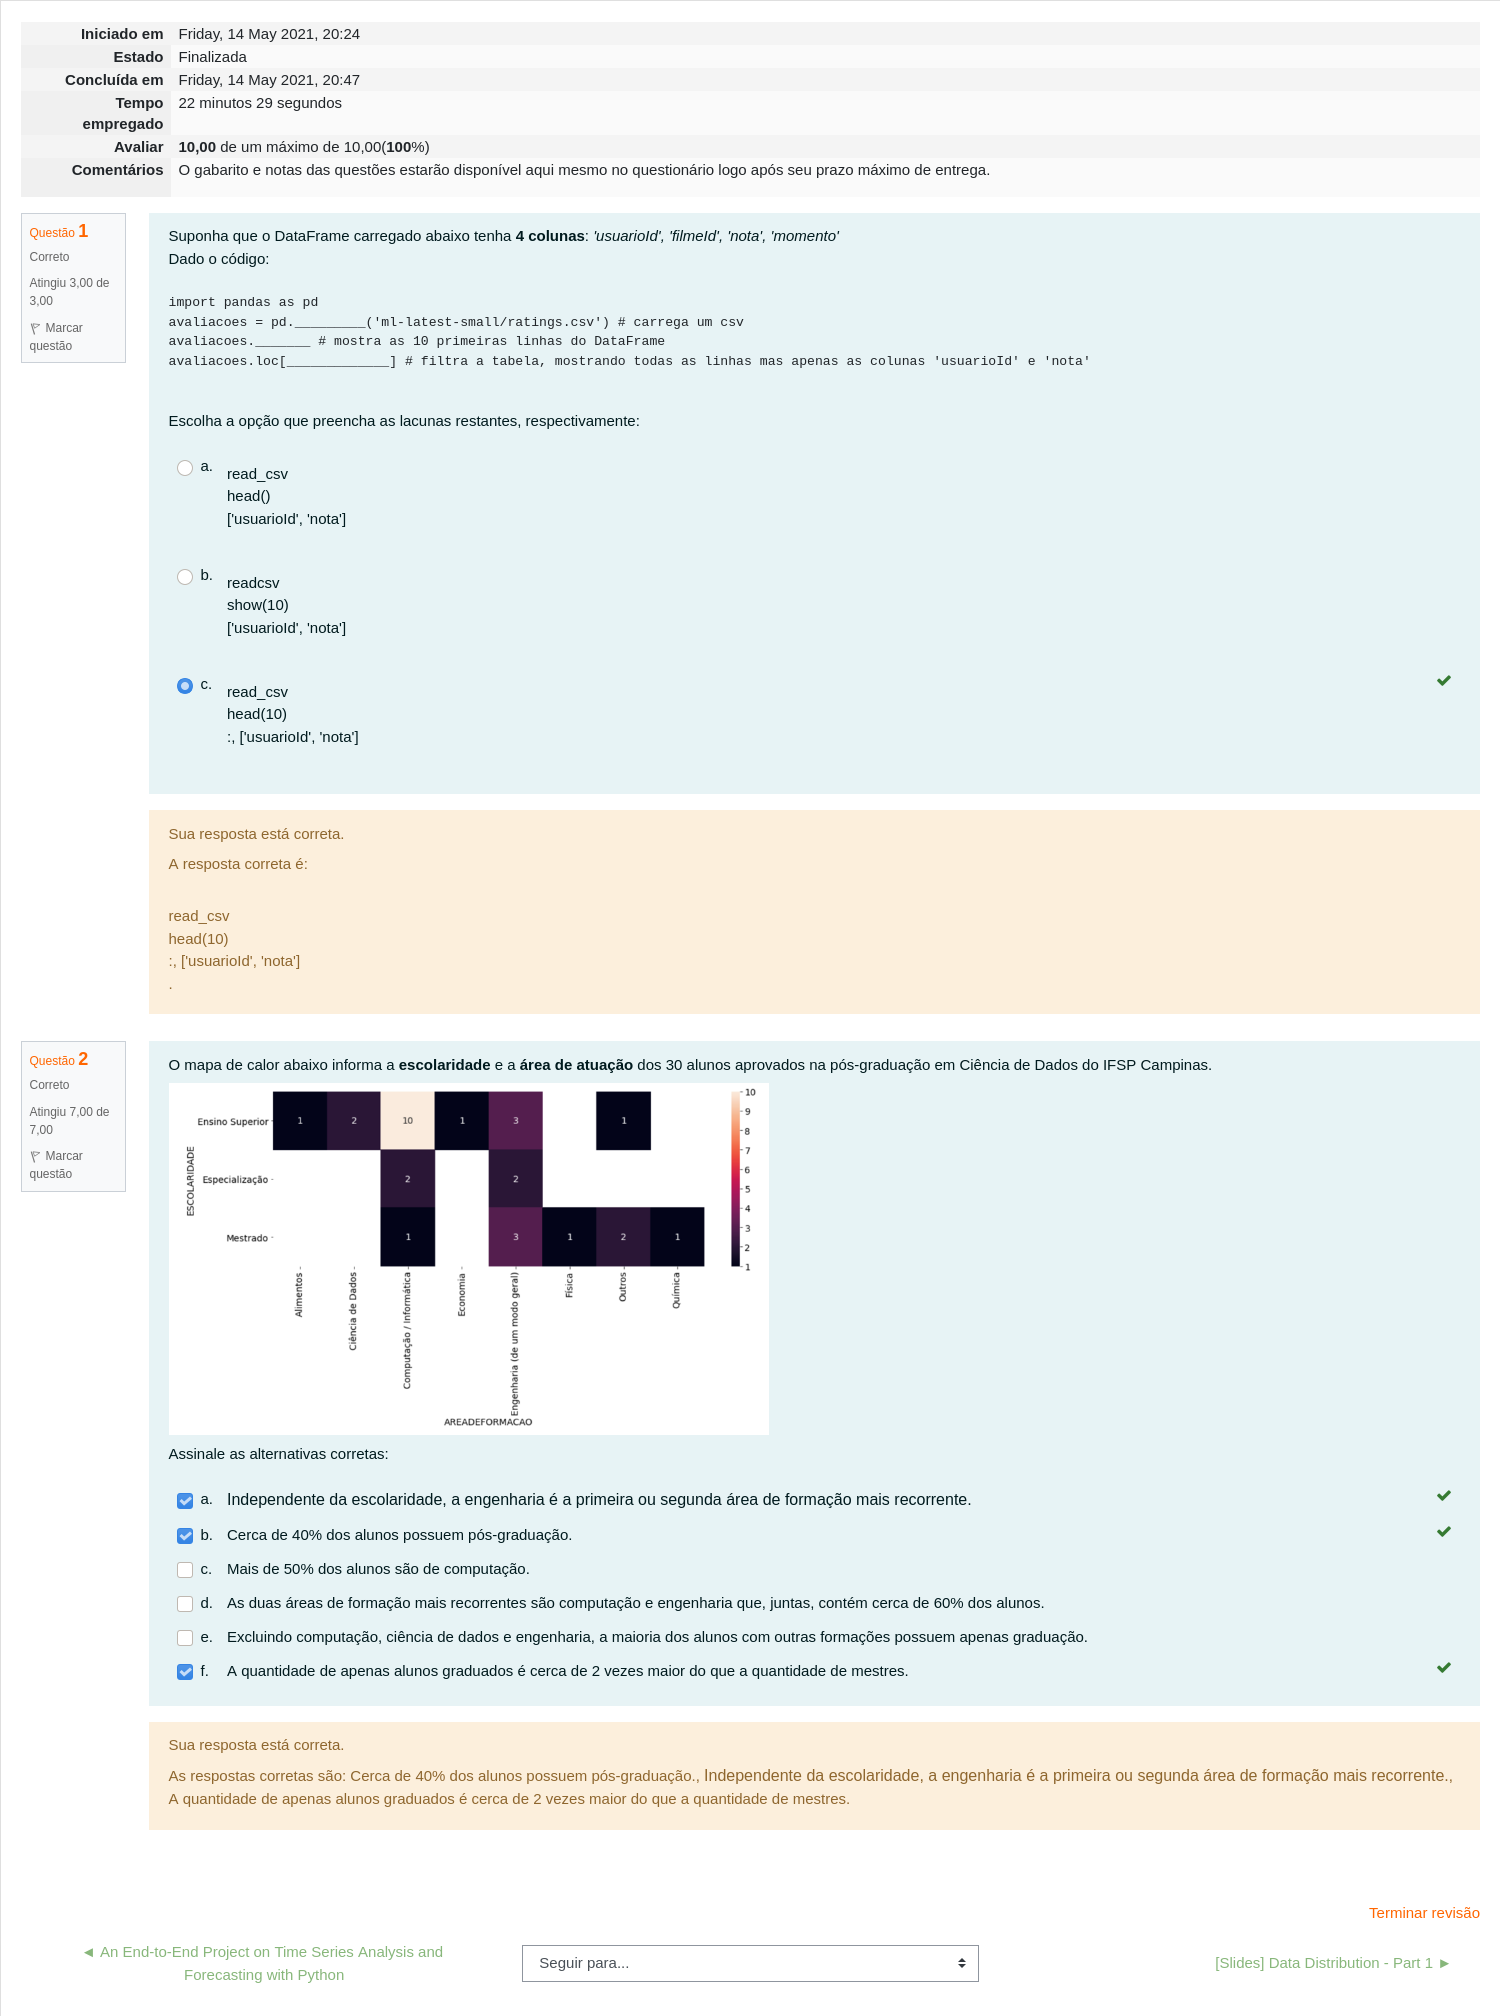 Iniciado em Friday, 14 May 2021, 20:24
Estado Finalizada
Concluída em Friday, 14 May 2021, 20:47
Tempo empregado 22 minutos 29 segundos
Avaliar 10,00 de um máximo de 10,00(100%)
Comentários O gabarito e notas das questões estarão disponível aqui mesmo no questionário logo após seu prazo máximo de entrega.
Questão 1
Correto
Atingiu 3,00 de
3,00
Marcar
questão
Suponha que o DataFrame carregado abaixo tenha 4 colunas: 'usuarioId', 'filmeId', 'nota', 'momento'
Dado o código:
import pandas as pd
avaliacoes = pd._________('ml-latest-small/ratings.csv') # carrega um csv
avaliacoes._______ # mostra as 10 primeiras linhas do DataFrame
avaliacoes.loc[_____________] # filtra a tabela, mostrando todas as linhas mas apenas as colunas 'usuarioId' e 'nota'
Escolha a opção que preencha as lacunas restantes, respectivamente:
a. read_csv
head()
['usuarioId', 'nota']
b. readcsv
show(10)
['usuarioId', 'nota']
c. read_csv
head(10)
:, ['usuarioId', 'nota']
Sua resposta está correta.
A resposta correta é:
read_csv
head(10)
:, ['usuarioId', 'nota']
.
Questão 2
Correto
Atingiu 7,00 de
7,00
Marcar
questão
O mapa de calor abaixo informa a escolaridade e a área de atuação dos 30 alunos aprovados na pós-graduação em Ciência de Dados do IFSP Campinas.
ESCOLARIDADE
Ensino Superior 1 2 10 1 3 1
Especialização 2 2
Mestrado 1 3 1 2 1
10
9
8
7
6
5
4
3
2
1
Alimentos
Ciência de Dados
Computação / Informática
Economia
Engenharia (de um modo geral)
Física
Outros
Química
AREADEFORMACAO
Assinale as alternativas corretas:
a. Independente da escolaridade, a engenharia é a primeira ou segunda área de formação mais recorrente.
b. Cerca de 40% dos alunos possuem pós-graduação.
c. Mais de 50% dos alunos são de computação.
d. As duas áreas de formação mais recorrentes são computação e engenharia que, juntas, contém cerca de 60% dos alunos.
e. Excluindo computação, ciência de dados e engenharia, a maioria dos alunos com outras formações possuem apenas graduação.
f. A quantidade de apenas alunos graduados é cerca de 2 vezes maior do que a quantidade de mestres.
Sua resposta está correta.
As respostas corretas são: Cerca de 40% dos alunos possuem pós-graduação., Independente da escolaridade, a engenharia é a primeira ou segunda área de formação mais recorrente.,
A quantidade de apenas alunos graduados é cerca de 2 vezes maior do que a quantidade de mestres.
Terminar revisão
◄ An End-to-End Project on Time Series Analysis and
Forecasting with Python
Seguir para...
[Slides] Data Distribution - Part 1 ►